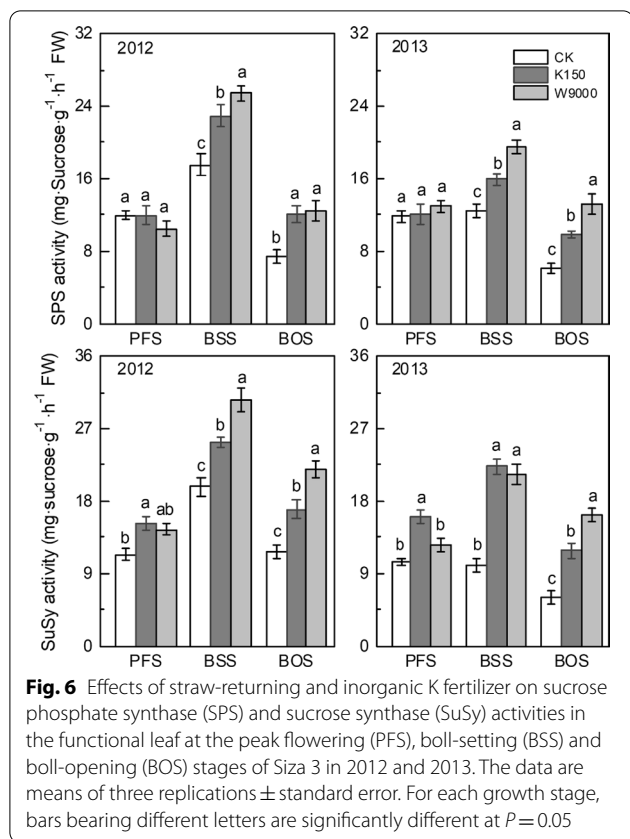 2012
2013
CK
K150
W9000
SPS activity (mg·Sucrose·g⁻¹·h⁻¹ FW)
32
24
16
8
0
a a a
c b a
b a a
PFS BSS BOS
32
24
16
8
0
a a a
c b a
c b a
PFS BSS BOS
2012
2013
SuSy activity (mg·sucrose·g⁻¹·h⁻¹ FW)
36
27
18
9
0
b a ab
c b a
c b a
PFS BSS BOS
36
27
18
9
0
b a b
b a a
c b a
PFS BSS BOS
Fig. 6 Effects of straw-returning and inorganic K fertilizer on sucrose
phosphate synthase (SPS) and sucrose synthase (SuSy) activities in
the functional leaf at the peak flowering (PFS), boll-setting (BSS) and
boll-opening (BOS) stages of Siza 3 in 2012 and 2013. The data are
means of three replications ± standard error. For each growth stage,
bars bearing different letters are significantly different at P = 0.05